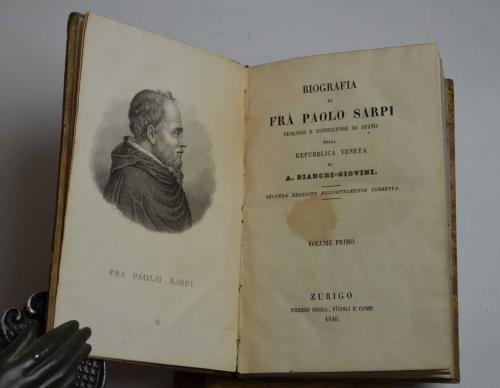 FRA PAOLO SARPI
BIOGRAFIA
DI
FRÀ PAOLO SARPI
TEOLOGO E CONSULTORE DI STATO
DELLA
REPUBBLICA VENETA
DI
A. BIANCHI-GIOVINI.
SECONDA EDIZIONE DILIGENTEMENTE CORRETTA.
VOLUME PRIMO.
ZURIGO
PRESSO ORELL, FÜSSLI E COMP.
1846.